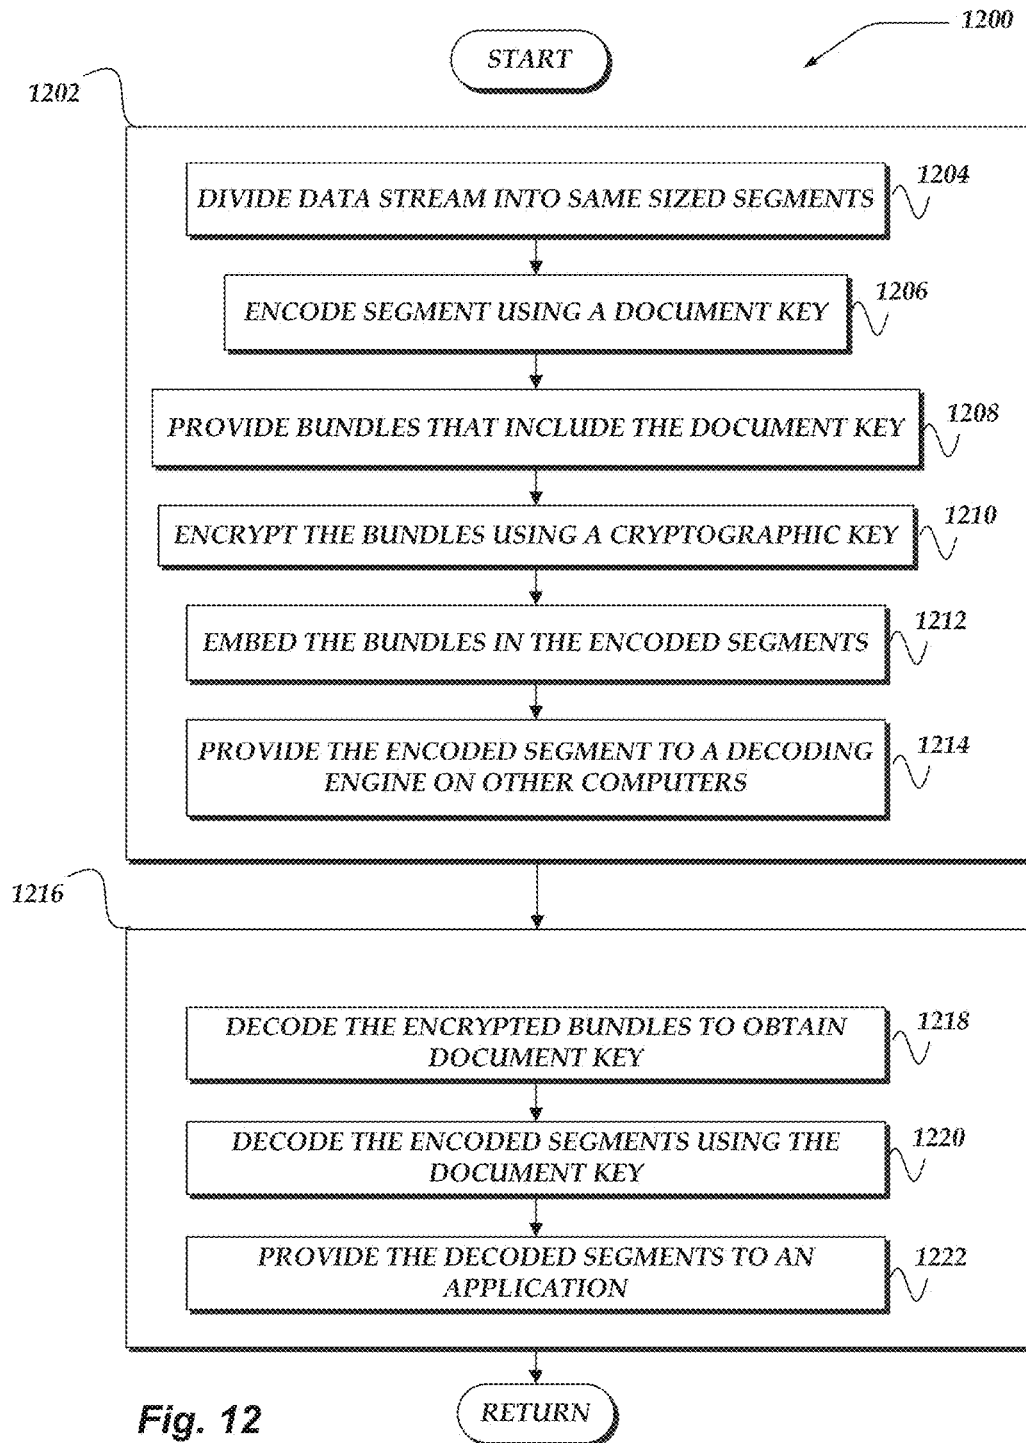 1200
START
1202
DIVIDE DATA STREAM INTO SAME SIZED SEGMENTS
1204
ENCODE SEGMENT USING A DOCUMENT KEY
1206
PROVIDE BUNDLES THAT INCLUDE THE DOCUMENT KEY
1208
ENCRYPT THE BUNDLES USING A CRYPTOGRAPHIC KEY
1210
EMBED THE BUNDLES IN THE ENCODED SEGMENTS
1212
PROVIDE THE ENCODED SEGMENT TO A DECODING
ENGINE ON OTHER COMPUTERS
1214
1216
DECODE THE ENCRYPTED BUNDLES TO OBTAIN
DOCUMENT KEY
1218
DECODE THE ENCODED SEGMENTS USING THE
DOCUMENT KEY
1220
PROVIDE THE DECODED SEGMENTS TO AN
APPLICATION
1222
RETURN
Fig. 12